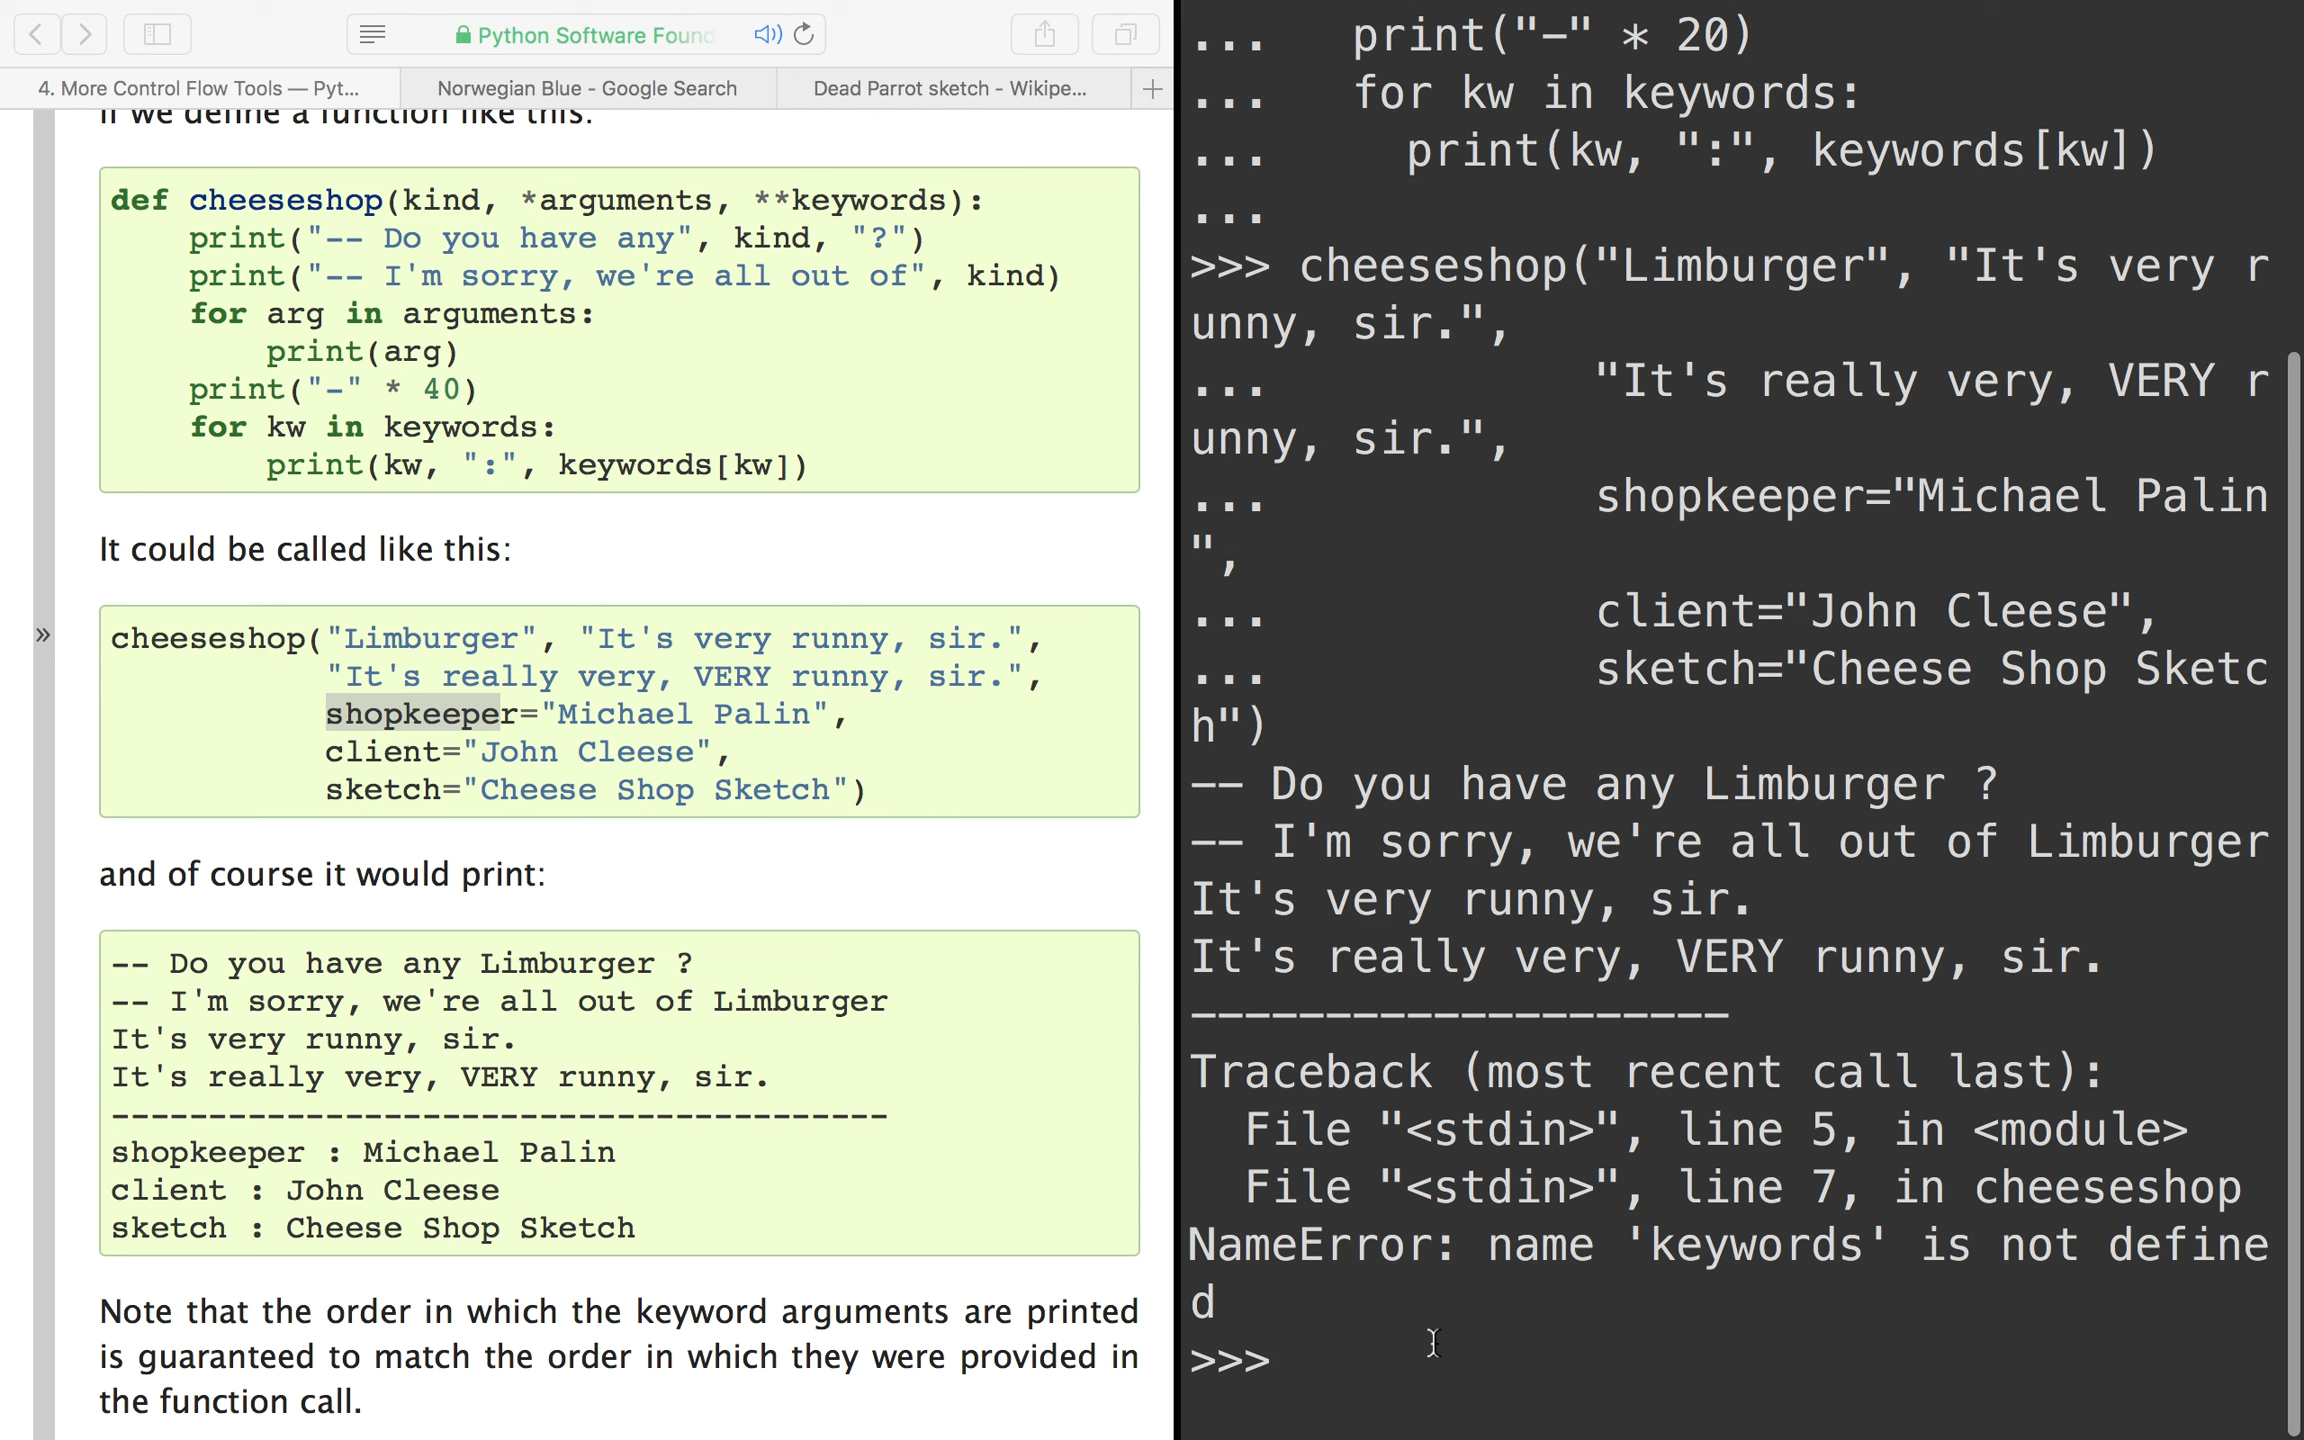 Python Software Found
4. More Control Flow Tools — Pyt...
Norwegian Blue - Google Search
Dead Parrot sketch - Wikipe...
if we define a function like this:
def cheeseshop(kind, *arguments, **keywords):
    print("-- Do you have any", kind, "?")
    print("-- I'm sorry, we're all out of", kind)
    for arg in arguments:
        print(arg)
    print("-" * 40)
    for kw in keywords:
        print(kw, ":", keywords[kw])
It could be called like this:
»
cheeseshop("Limburger", "It's very runny, sir.",
           "It's really very, VERY runny, sir.",
           shopkeeper="Michael Palin",
           client="John Cleese",
           sketch="Cheese Shop Sketch")
and of course it would print:
-- Do you have any Limburger ?
-- I'm sorry, we're all out of Limburger
It's very runny, sir.
It's really very, VERY runny, sir.
----------------------------------------
shopkeeper : Michael Palin
client : John Cleese
sketch : Cheese Shop Sketch
Note that the order in which the keyword arguments are printed
is guaranteed to match the order in which they were provided in
the function call.
...   print("-" * 20)
...   for kw in keywords:
...     print(kw, ":", keywords[kw])
...
>>> cheeseshop("Limburger", "It's very r
unny, sir.",
...            "It's really very, VERY r
unny, sir.",
...            shopkeeper="Michael Palin
",
...            client="John Cleese",
...            sketch="Cheese Shop Sketc
h")
-- Do you have any Limburger ?
-- I'm sorry, we're all out of Limburger
It's very runny, sir.
It's really very, VERY runny, sir.
--------------------
Traceback (most recent call last):
  File "<stdin>", line 5, in <module>
  File "<stdin>", line 7, in cheeseshop
NameError: name 'keywords' is not define
d
>>>